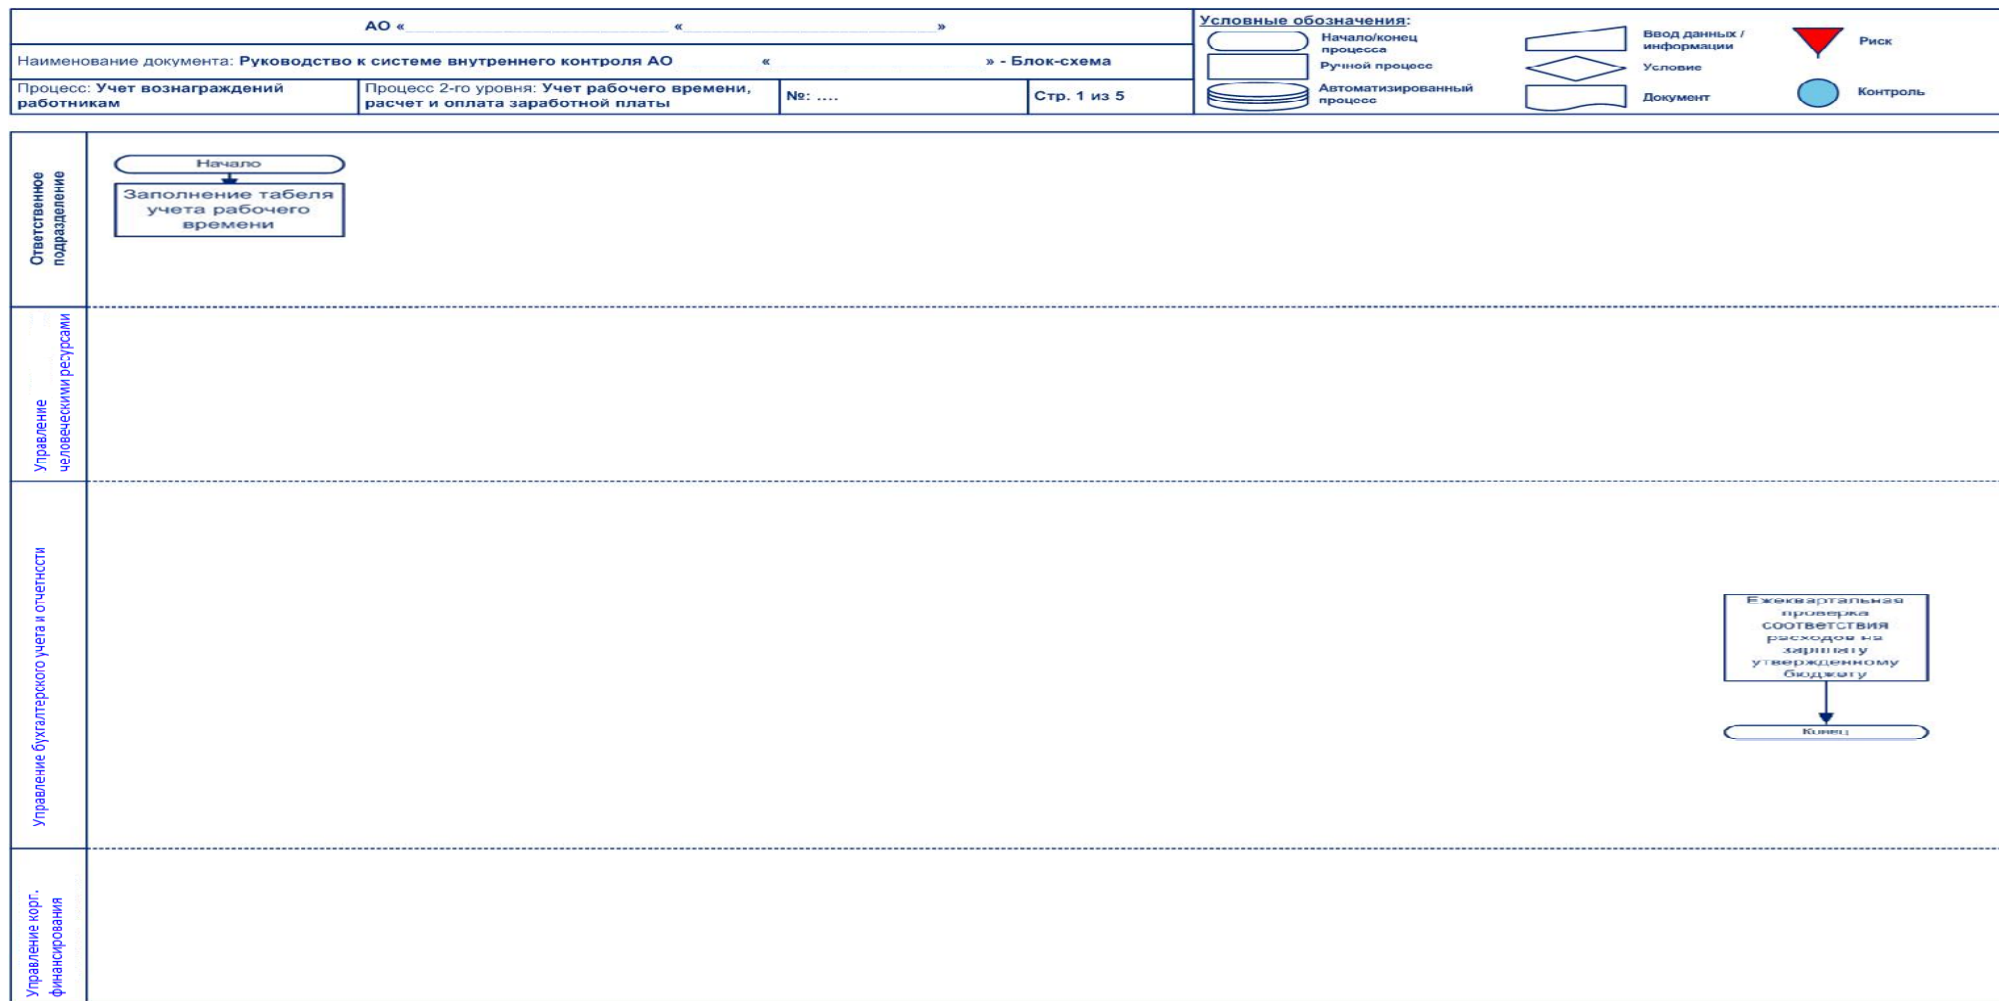 АО « « »
Наименование документа: Руководство к системе внутреннего контроля АО « » - Блок-схема
Процесс: Учет вознаграждений
работникам
Процесс 2-го уровня: Учет рабочего времени,
расчет и оплата заработной платы
№: ....
Стр. 1 из 5
Условные обозначения:
Начало/конец
процесса
Ручной процесс
Автоматизированный
процесс
Ввод данных /
информации
Условие
Документ
Риск
Контроль
Ответственное
подразделение
Начало
Заполнение табеля
учета рабочего
времени
Управление
человеческими ресурсами
Управление бухгалтерского учета и отчетности
Ежеквартальная
проверка
соответствия
расходов на
зарплату
утвержденному
бюджету
Конец
Управление корг.
финансирования